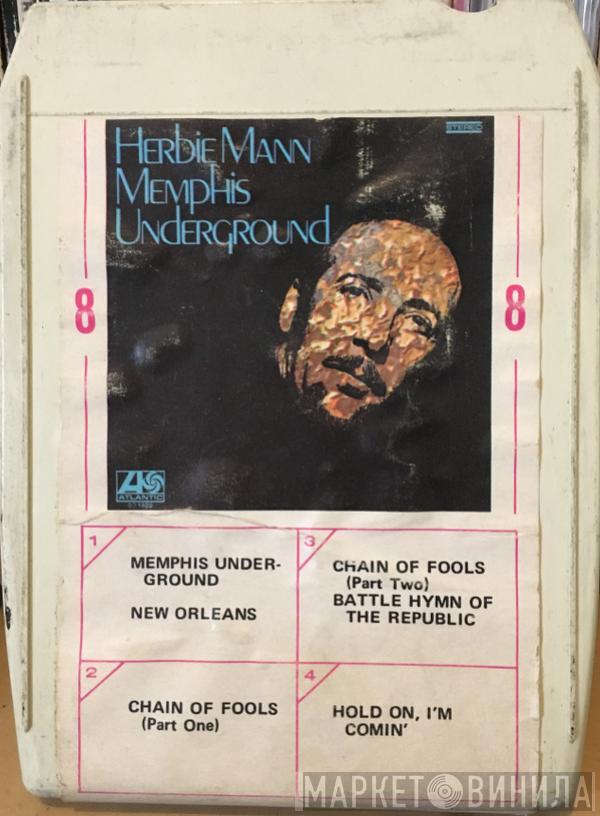 Herbie Mann
Memphis
Underground
STEREO
8
8
ATLANTIC
1
MEMPHIS UNDER-
GROUND
NEW ORLEANS
3
CHAIN OF FOOLS
(Part Two)
BATTLE HYMN OF
THE REPUBLIC
2
CHAIN OF FOOLS
(Part One)
4
HOLD ON, I'M
COMIN'
МАРКЕТ ВИНИЛА